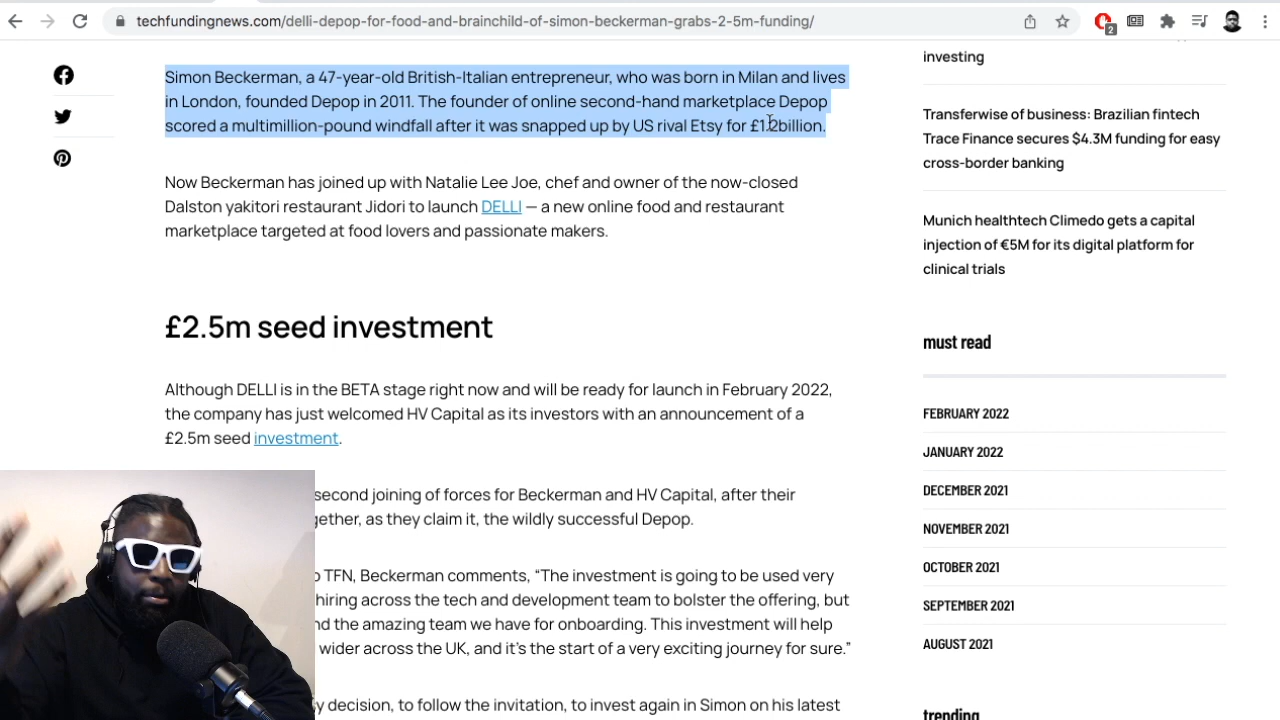 techfundingnews.com/delli-depop-for-food-and-brainchild-of-simon-beckerman-grabs-2-5m-funding/
2
Simon Beckerman, a 47-year-old British-Italian entrepreneur, who was born in Milan and lives
in London, founded Depop in 2011. The founder of online second-hand marketplace Depop
scored a multimillion-pound windfall after it was snapped up by US rival Etsy for £1.2billion.
Now Beckerman has joined up with Natalie Lee Joe, chef and owner of the now-closed
Dalston yakitori restaurant Jidori to launch DELLI — a new online food and restaurant
marketplace targeted at food lovers and passionate makers.
£2.5m seed investment
Although DELLI is in the BETA stage right now and will be ready for launch in February 2022,
the company has just welcomed HV Capital as its investors with an announcement of a
£2.5m seed investment.
second joining of forces for Beckerman and HV Capital, after their
gether, as they claim it, the wildly successful Depop.
TFN, Beckerman comments, “The investment is going to be used very
hiring across the tech and development team to bolster the offering, but
nd the amazing team we have for onboarding. This investment will help
wider across the UK, and it’s the start of a very exciting journey for sure.”
y decision, to follow the invitation, to invest again in Simon on his latest
investing
Transferwise of business: Brazilian fintech
Trace Finance secures $4.3M funding for easy
cross-border banking
Munich healthtech Climedo gets a capital
injection of €5M for its digital platform for
clinical trials
must read
FEBRUARY 2022
JANUARY 2022
DECEMBER 2021
NOVEMBER 2021
OCTOBER 2021
SEPTEMBER 2021
AUGUST 2021
trending